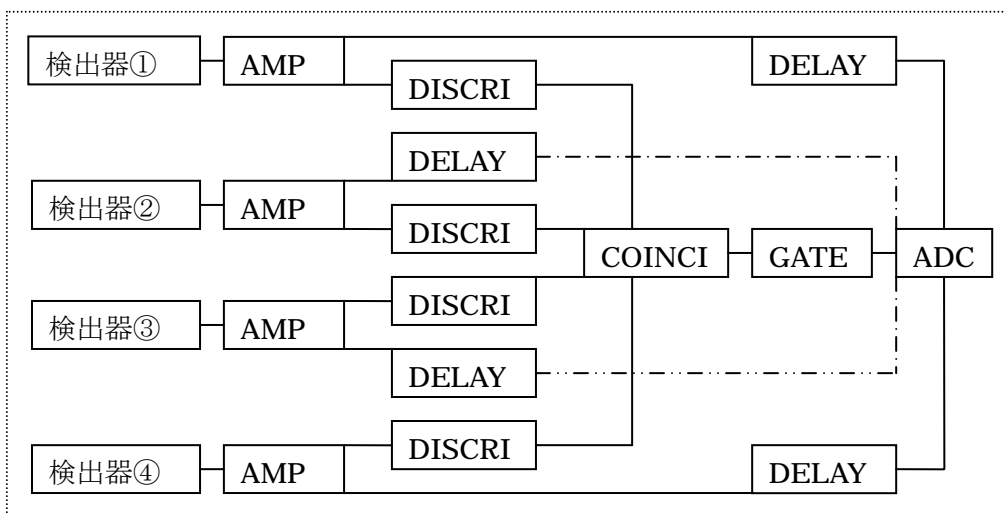 検出器① AMP DELAY
DISCRI
DELAY
検出器② AMP
DISCRI
COINCI GATE ADC
DISCRI
検出器③ AMP
DELAY
DISCRI
検出器④ AMP DELAY